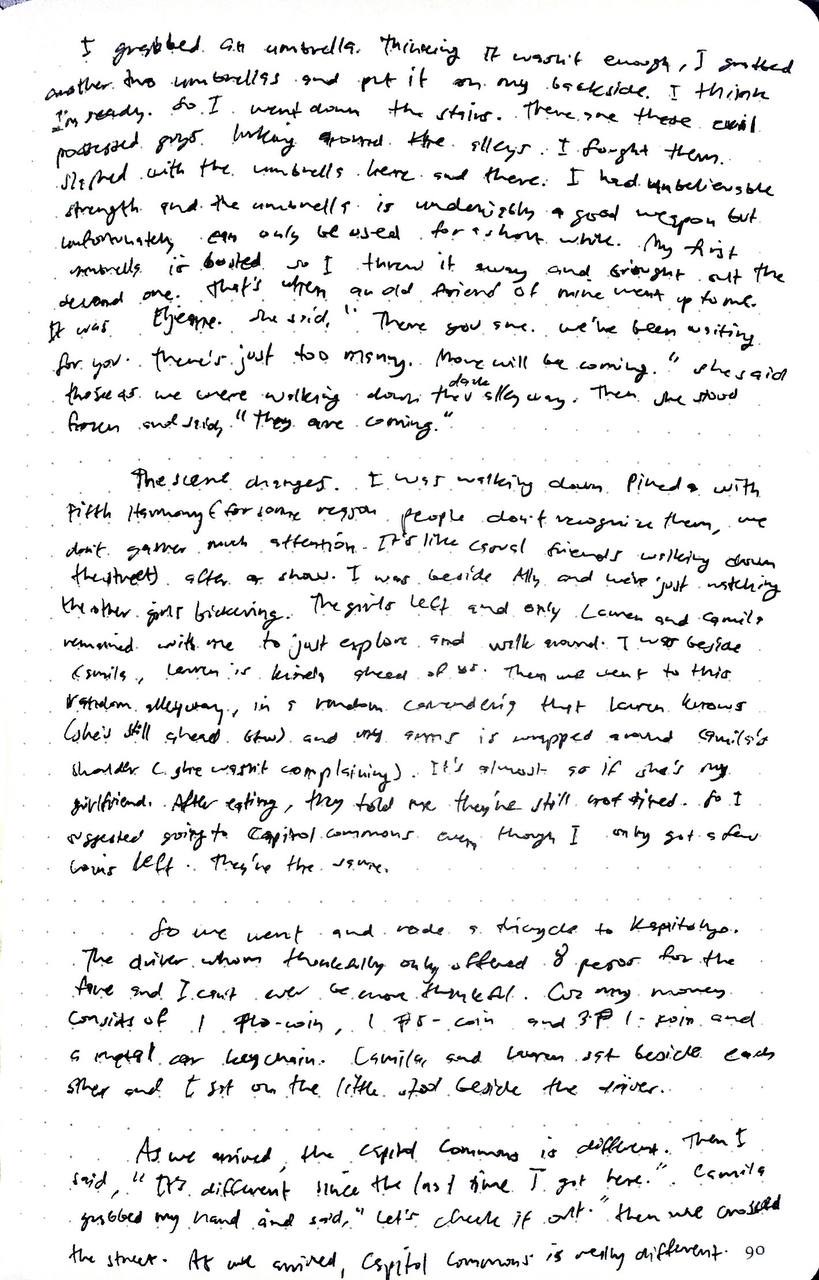 I grabbed an umbrella. Thinking it wasn't enough, I grabbed
another two umbrellas and put it on my backside. I think
I'm ready. So I went down the stairs. There are these evil
possessed guys lurking around the alleys. I fought them.
slashed with the umbrella here and there. I had unbelievable
strength and the umbrella is undeniably a good weapon but
unfortunately can only be used for a short while. My first
umbrella is busted so I threw it away and brought out the
second one. That's when an old friend of mine went up to me.
It was. She said, "There you are. we've been waiting
for you. there's just too many. More will be coming." she said
those as we were walking down the dark alleyway. Then she stood
frozen and said, "they are coming."
The scene changes. I was walking down Pineda with
Fifth Harmony (for some reason people don't recognize them, we
don't garner much attention. It's like casual friends walking down
the street) after a show. I was beside Ally and we're just watching
the other girls bickering. The girls left and only Lauren and Camila
remained with me to just explore and walk around. I was beside
Camila, Lauren is kinda ahead of us. Then we went to this
random alleyway, in a random carenderia that Lauren knows
(she's still ahead btw) and my arms is wrapped around Camila's
shoulder (she wasn't complaining). It's almost as if she's my
girlfriend. After eating, they told me they're still not tired. So I
suggested going to Capitol commons even though I only got a few
coins left. They're the same.
So we went and rode a tricycle to Kapitolyo.
The driver whom thankfully only offered 8 pesos for the
fare and I can't ever be more thankful. Cuz my money
consists of 1 ₱10-coin, 1 ₱5-coin and 3 ₱1-coin and
a metal car keychain. Camila and Lauren sat beside each
other and I sat on the little stool beside the driver.
As we arrived, the Capitol Commons is different. Then I
said, "It's different since the last time I got here." Camila
grabbed my hand and said, "Let's check it out." then we crossed
the street. As we arrived, Capitol Commons is really different.
90